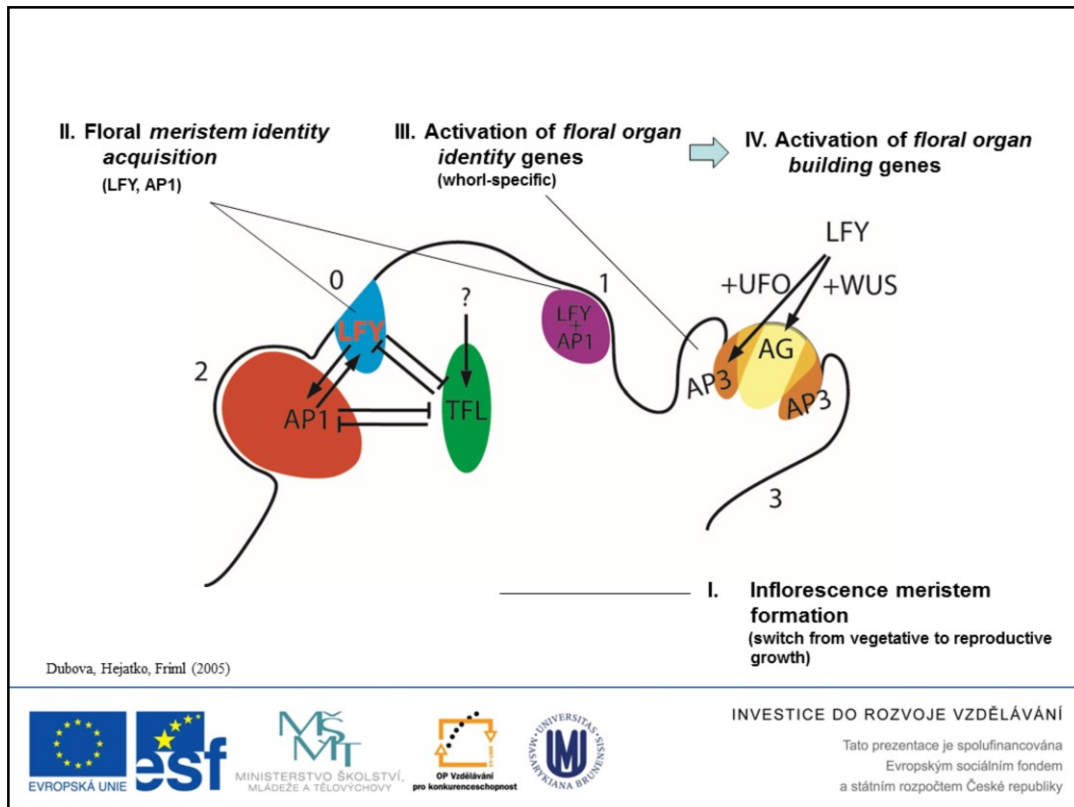 II. Floral meristem identity
acquisition
(LFY, AP1)
III. Activation of floral organ
identity genes
(whorl-specific)
IV. Activation of floral organ
building genes
LFY
+UFO
+WUS
0
LFY
?
1
LFY
+
AP1
AG
AP3
AP3
2
AP1
TFL
3
I. Inflorescence meristem
formation
(switch from vegetative to reproductive
growth)
Dubova, Hejatko, Friml (2005)
EVROPSKÁ UNIE
esf
MŠMT
MINISTERSTVO ŠKOLSTVÍ,
MLÁDEŽE A TĚLOVÝCHOVY
OP Vzdělávání
pro konkurenceschopnost
UNIVERSITAS
MASARYKIANA BRUNENSIS
INVESTICE DO ROZVOJE VZDĚLÁVÁNÍ
Tato prezentace je spolufinancována
Evropským sociálním fondem
a státním rozpočtem České republiky